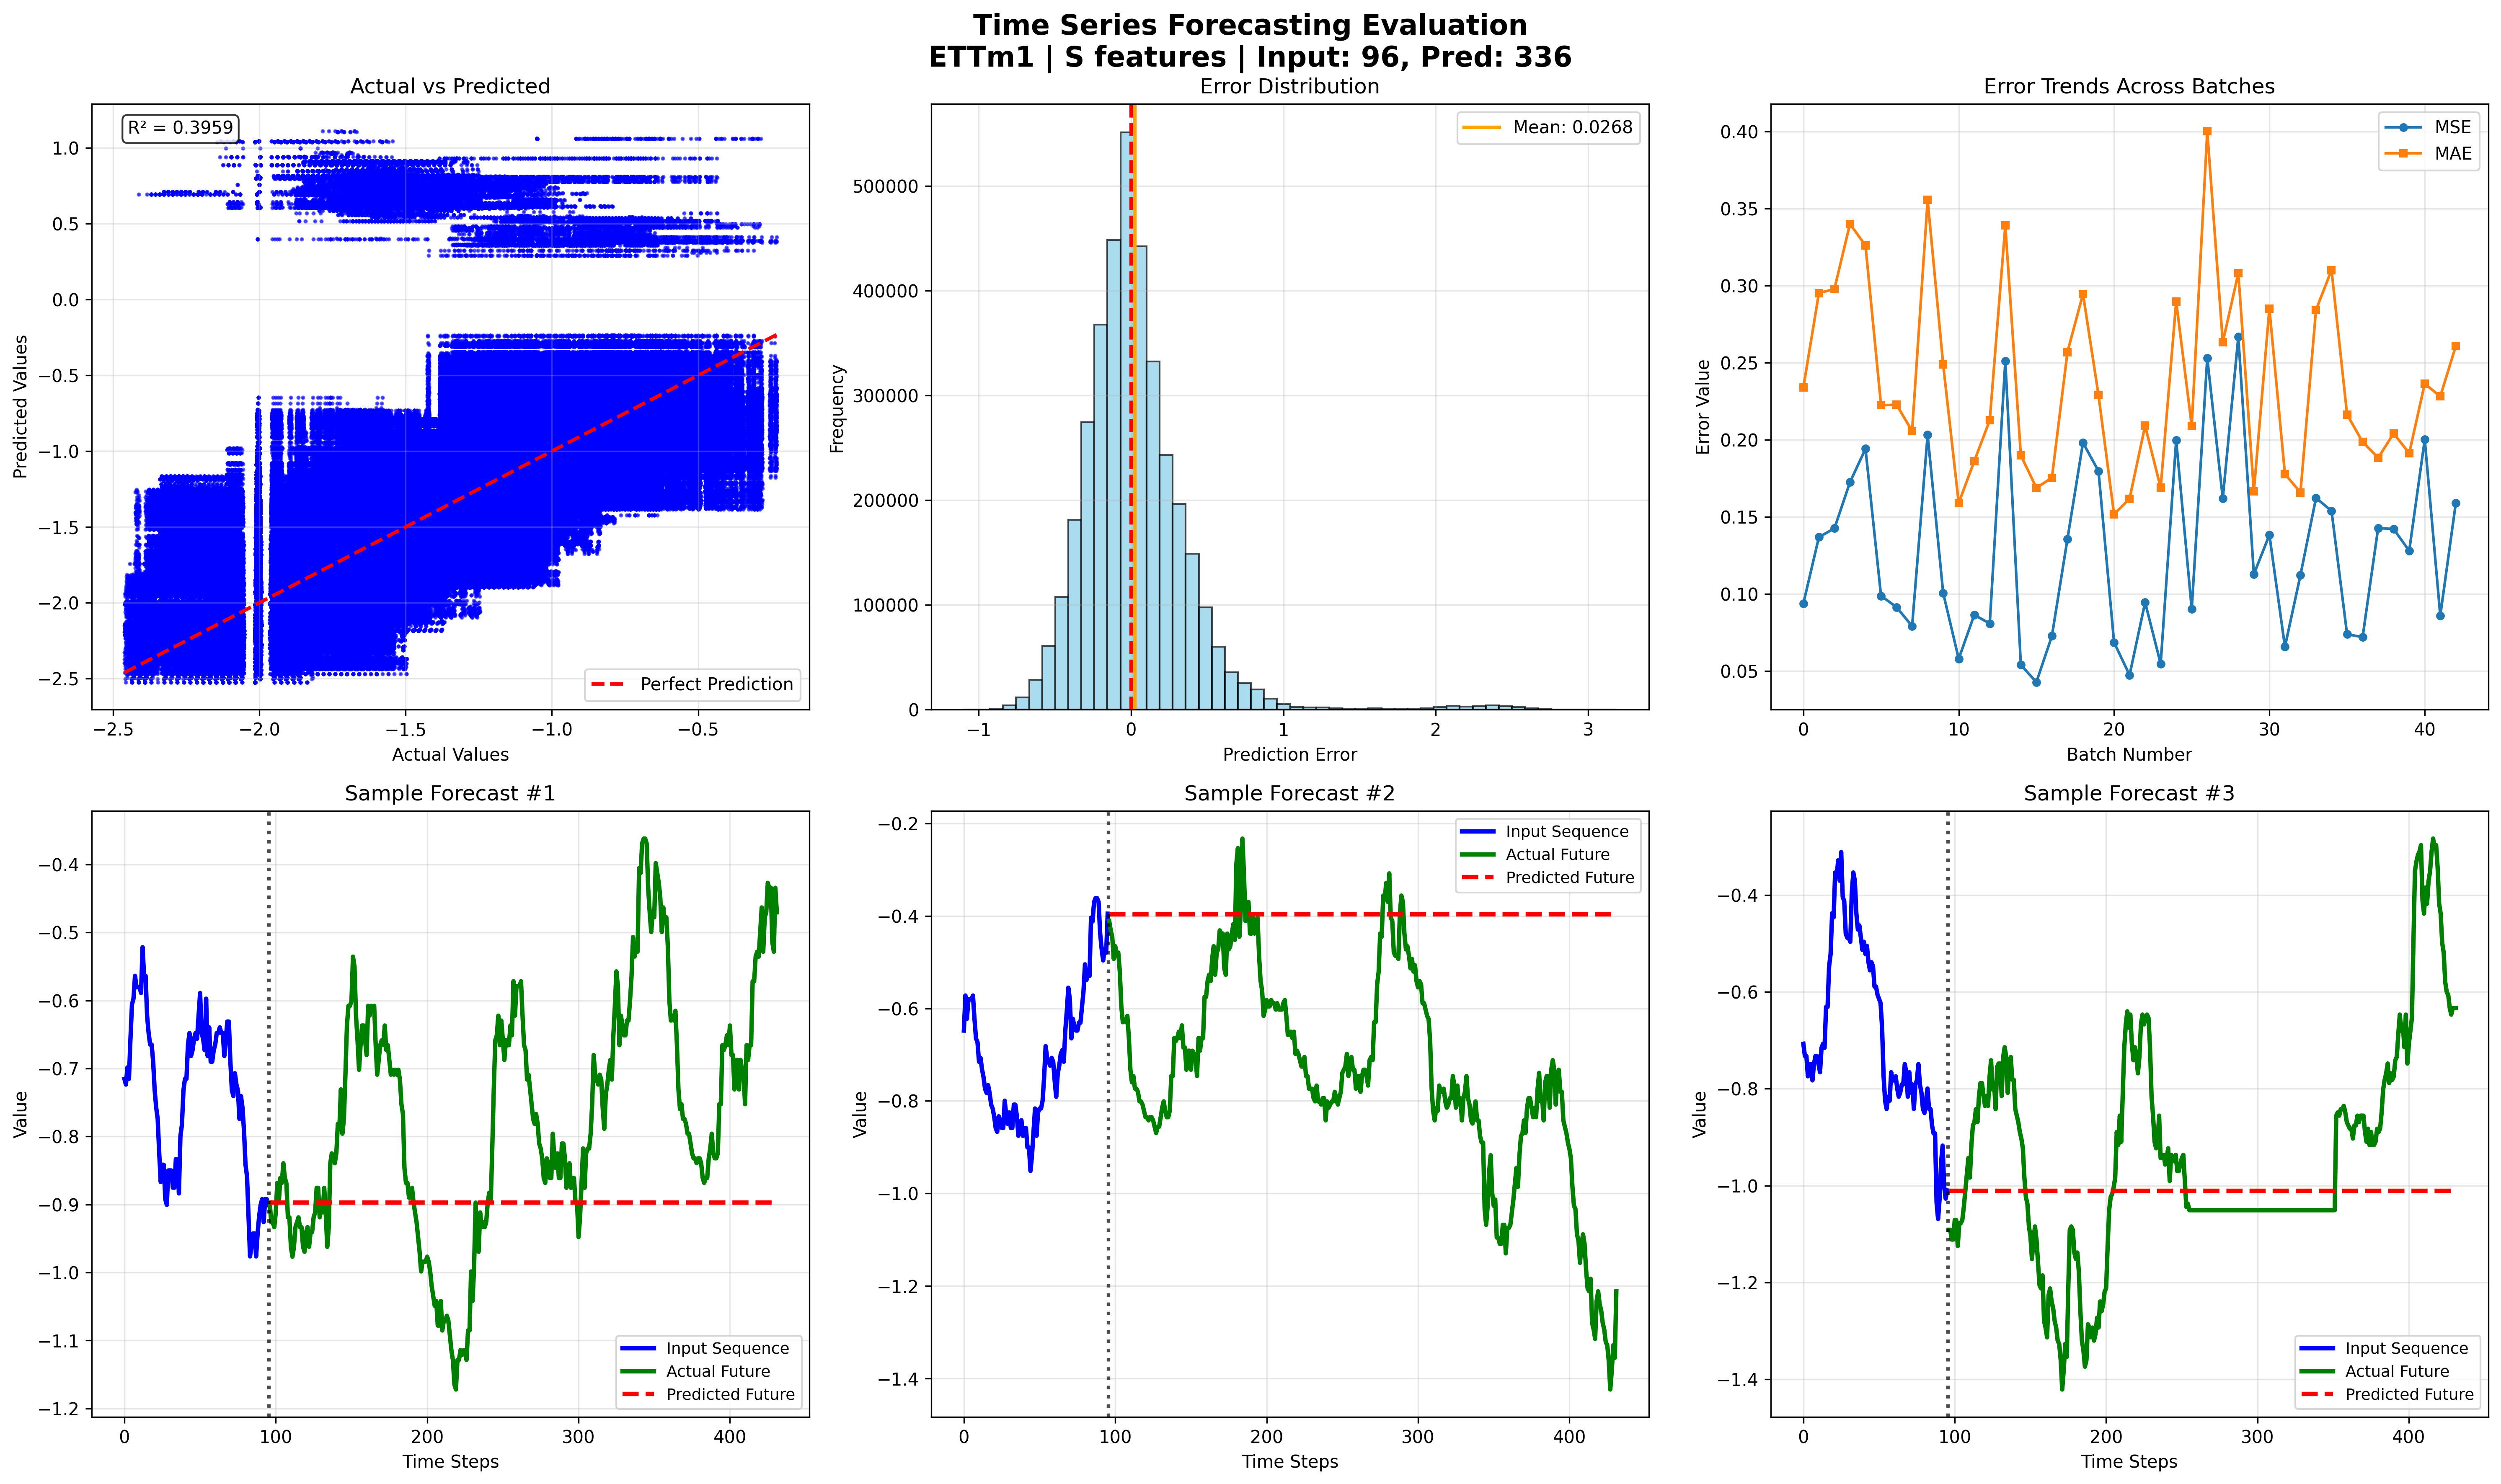 Time Series Forecasting Evaluation
ETTm1 | S features | Input: 96, Pred: 336
Actual vs Predicted
R² = 0.3959
1.0
0.5
0.0
−0.5
−1.0
−1.5
−2.0
−2.5
Predicted Values
−2.5
−2.0
−1.5
−1.0
−0.5
Actual Values
Perfect Prediction
Error Distribution
Mean: 0.0268
500000
400000
300000
200000
100000
0
Frequency
−1
0
1
2
3
Prediction Error
Error Trends Across Batches
MSE
MAE
0.40
0.35
0.30
0.25
0.20
0.15
0.10
0.05
Error Value
0
10
20
30
40
Batch Number
Sample Forecast #1
−0.4
−0.5
−0.6
−0.7
−0.8
−0.9
−1.0
−1.1
−1.2
Value
0
100
200
300
400
Time Steps
Input Sequence
Actual Future
Predicted Future
Sample Forecast #2
−0.2
−0.4
−0.6
−0.8
−1.0
−1.2
−1.4
Value
0
100
200
300
400
Time Steps
Input Sequence
Actual Future
Predicted Future
Sample Forecast #3
−0.4
−0.6
−0.8
−1.0
−1.2
−1.4
Value
0
100
200
300
400
Time Steps
Input Sequence
Actual Future
Predicted Future